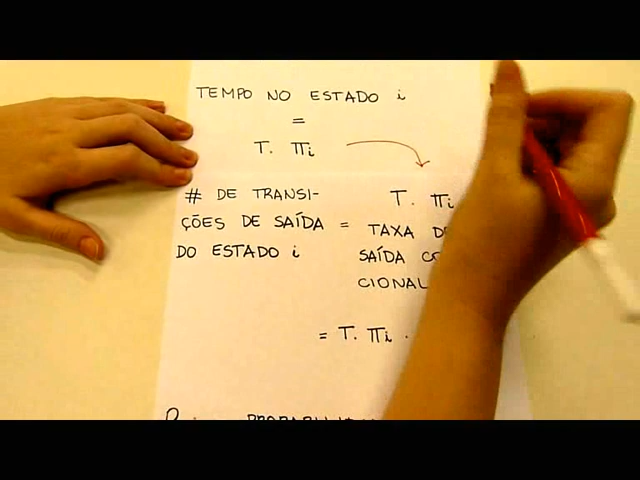 TEMPO NO ESTADO i
=
T. πi
# DE TRANSI-
ÇÕES DE SAÍDA
DO ESTADO i
=
T. πi
TAXA
SAÍDA
CIONAL
= T. πi .